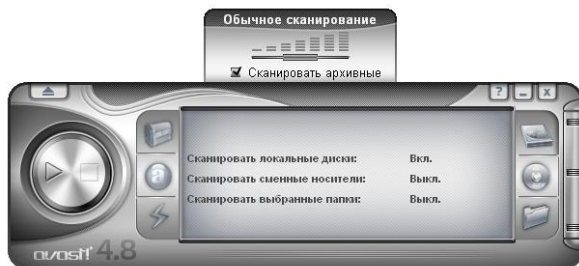 Обычное сканирование
Сканировать архивные
Сканировать локальные диски: Вкл.
Сканировать сменные носители: Выкл.
Сканировать выбранные папки: Выкл.
avast! 4.8